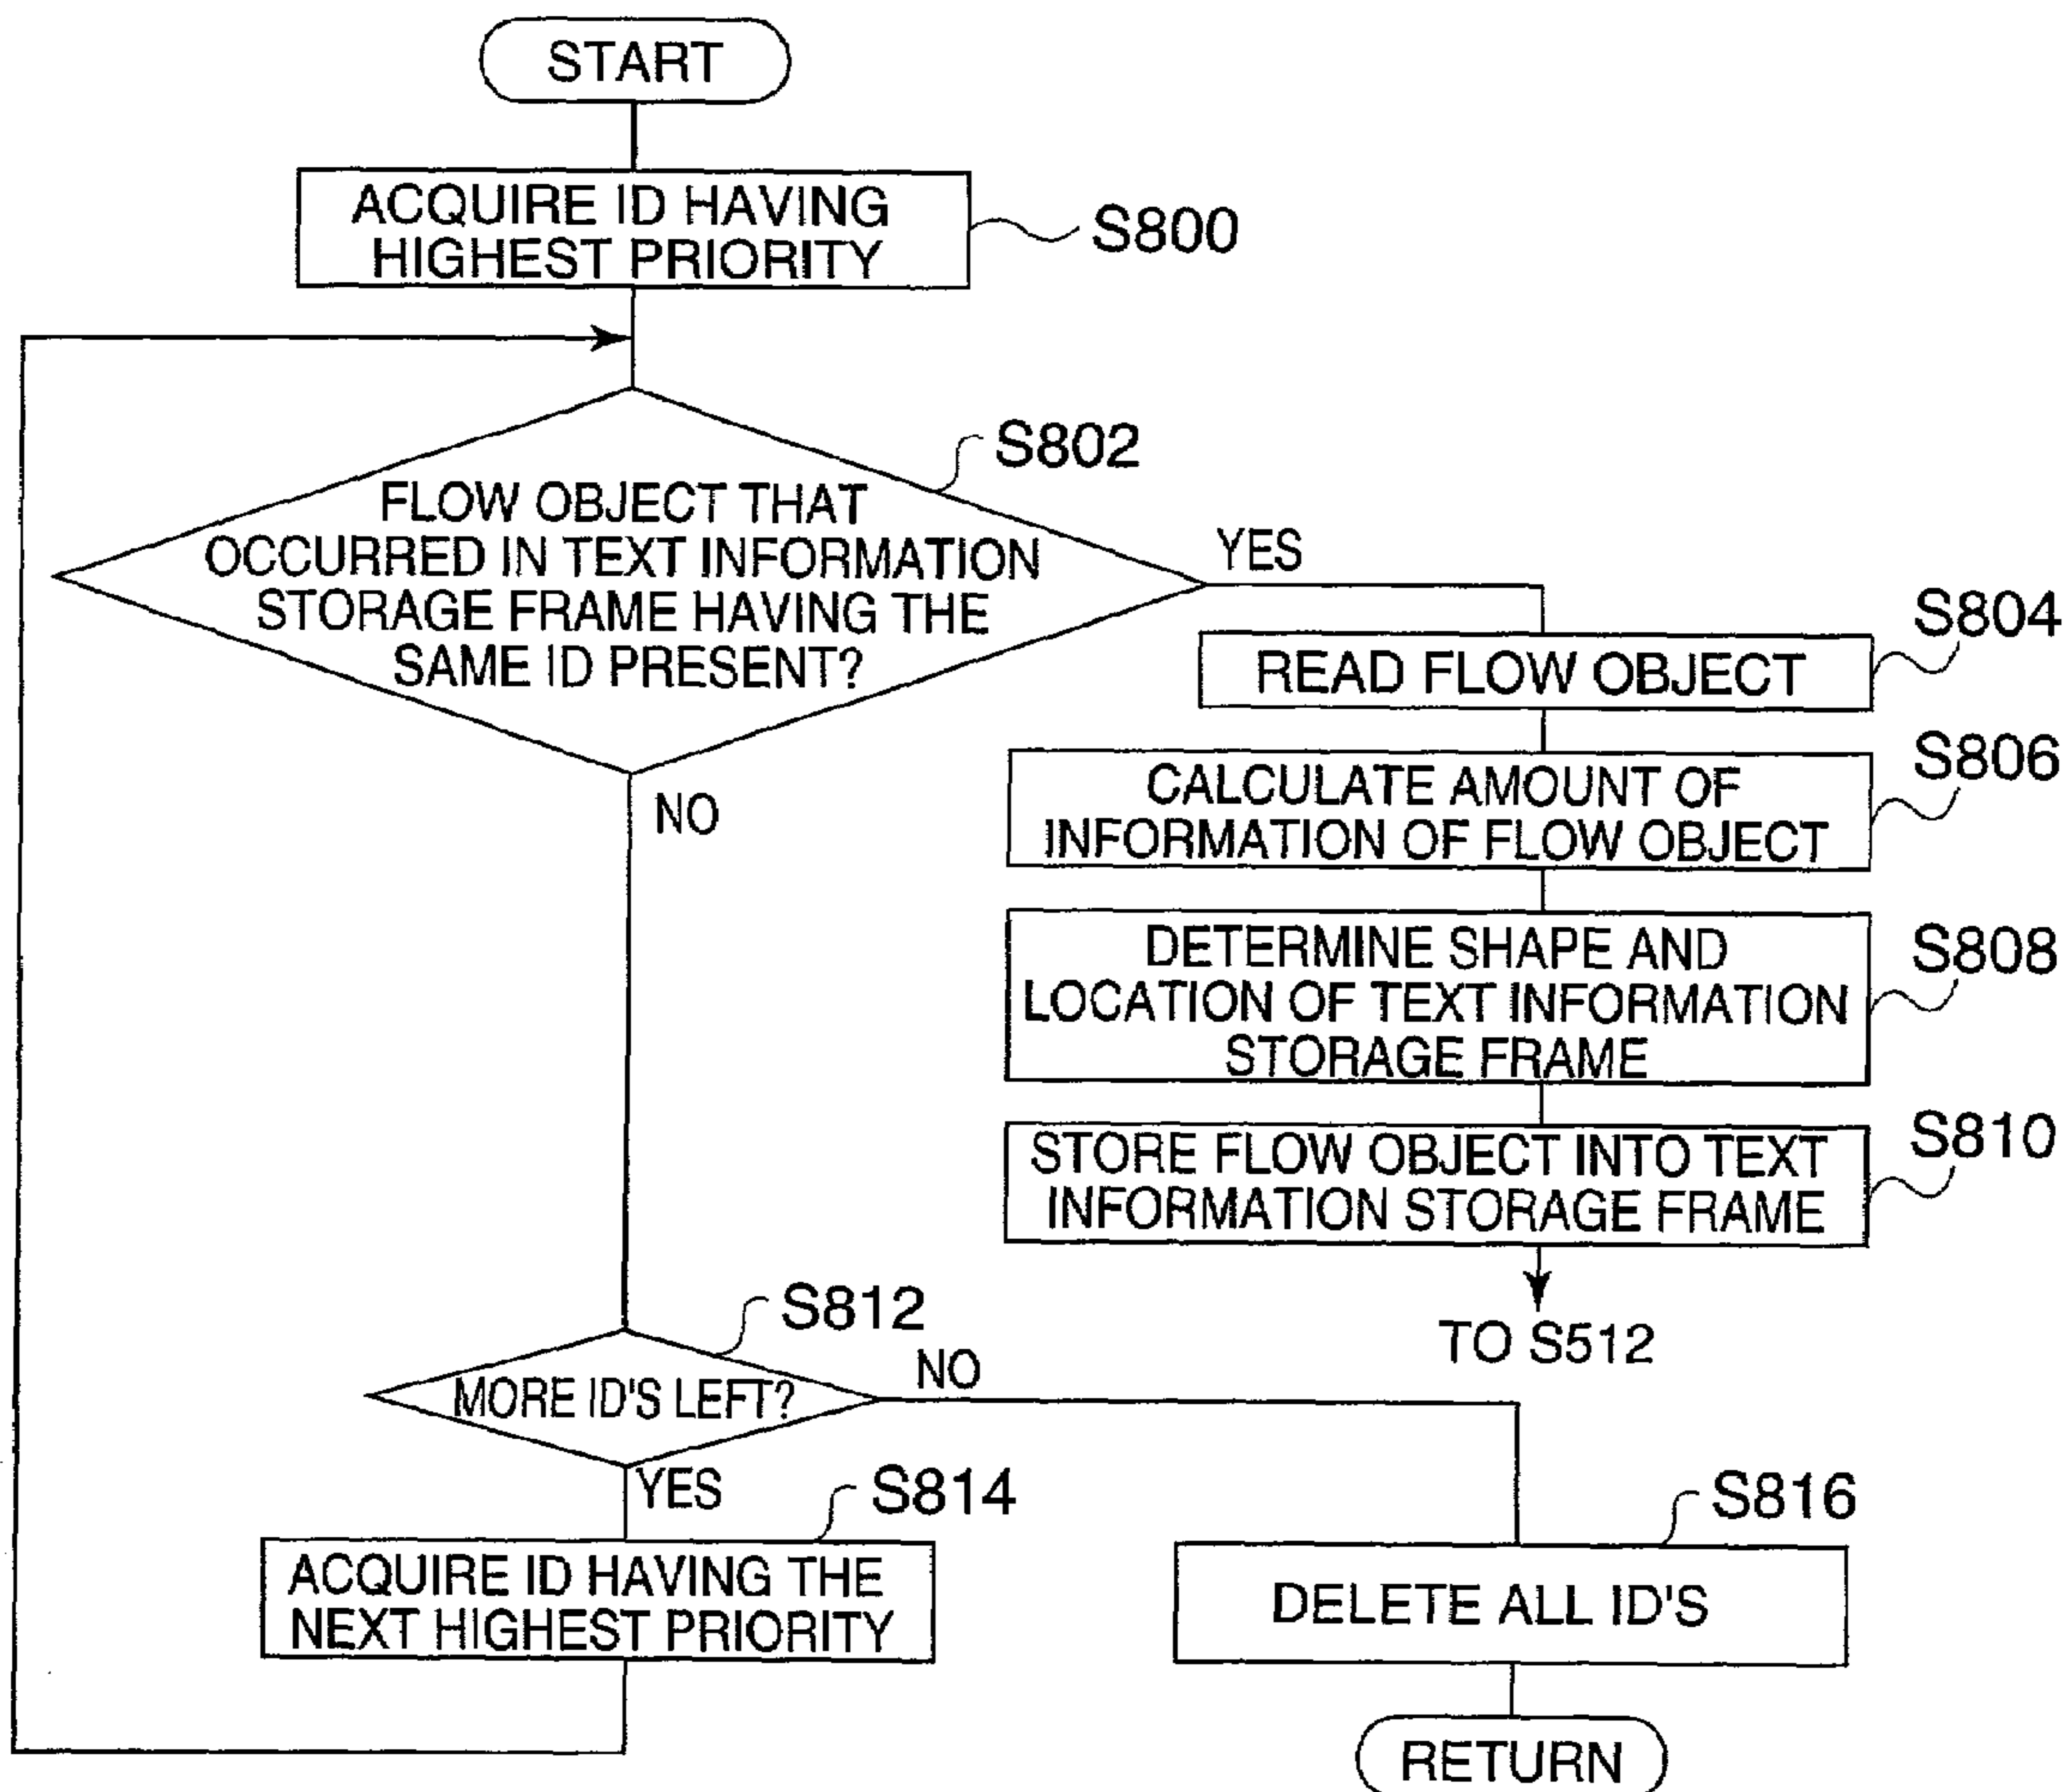 START
ACQUIRE ID HAVING
HIGHEST PRIORITY
S800
S802
FLOW OBJECT THAT
OCCURRED IN TEXT INFORMATION
STORAGE FRAME HAVING THE
SAME ID PRESENT?
YES
NO
S804
READ FLOW OBJECT
S806
CALCULATE AMOUNT OF
INFORMATION OF FLOW OBJECT
S808
DETERMINE SHAPE AND
LOCATION OF TEXT INFORMATION
STORAGE FRAME
S810
STORE FLOW OBJECT INTO TEXT
INFORMATION STORAGE FRAME
TO S512
S812
MORE ID'S LEFT?
NO
YES
S814
ACQUIRE ID HAVING THE
NEXT HIGHEST PRIORITY
S816
DELETE ALL ID'S
RETURN